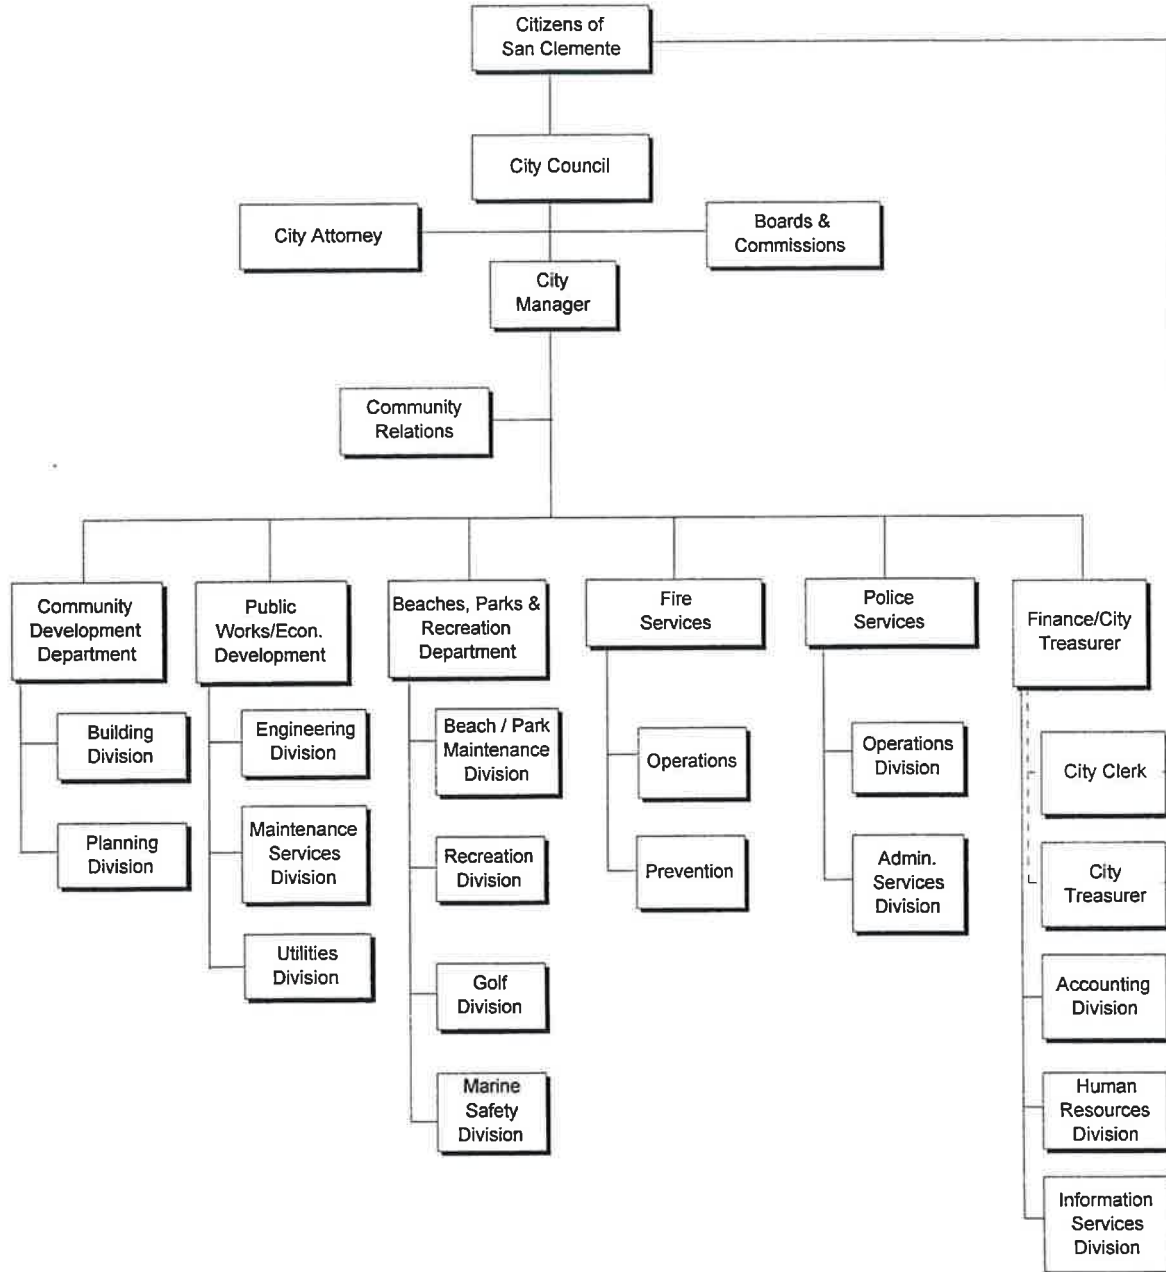 Citizens of
San Clemente
City Council
City Attorney
Boards &
Commissions
City
Manager
Community
Relations
Community
Development
Department
Public
Works/Econ.
Development
Beaches, Parks &
Recreation
Department
Fire
Services
Police
Services
Finance/City
Treasurer
Building
Division
Planning
Division
Engineering
Division
Maintenance
Services
Division
Utilities
Division
Beach / Park
Maintenance
Division
Recreation
Division
Golf
Division
Marine
Safety
Division
Operations
Prevention
Operations
Division
Admin.
Services
Division
City Clerk
City
Treasurer
Accounting
Division
Human
Resources
Division
Information
Services
Division